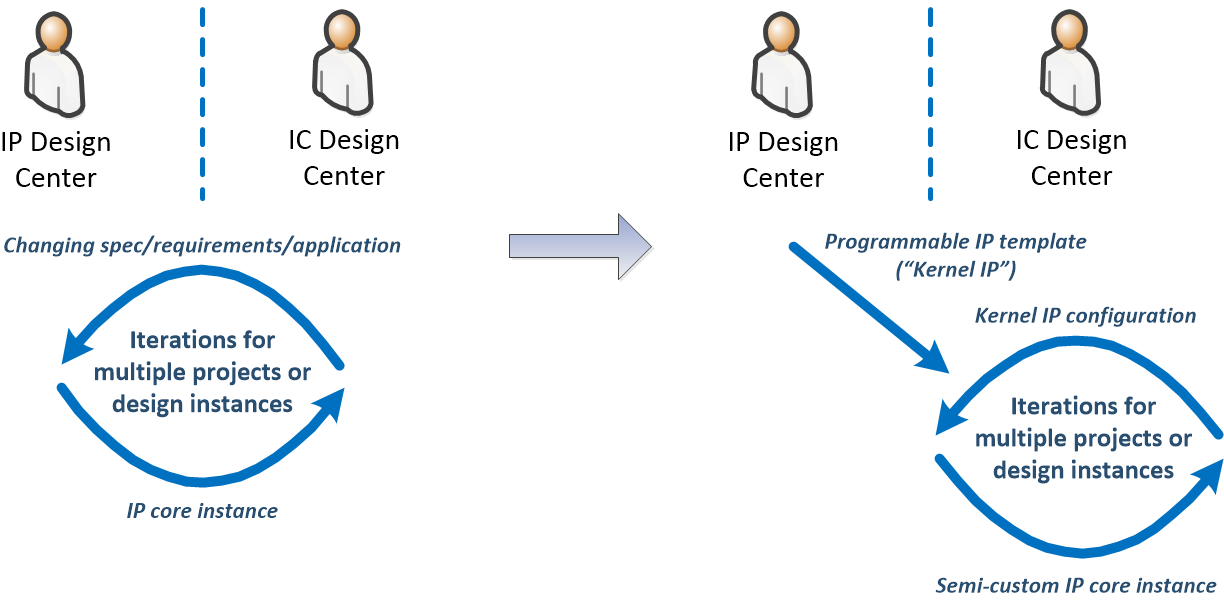 IP Design
Center
IC Design
Center
Changing spec/requirements/application
Iterations for
multiple projects or
design instances
IP core instance
IP Design
Center
IC Design
Center
Programmable IP template
(“Kernel IP”)
Kernel IP configuration
Iterations for
multiple projects or
design instances
Semi-custom IP core instance